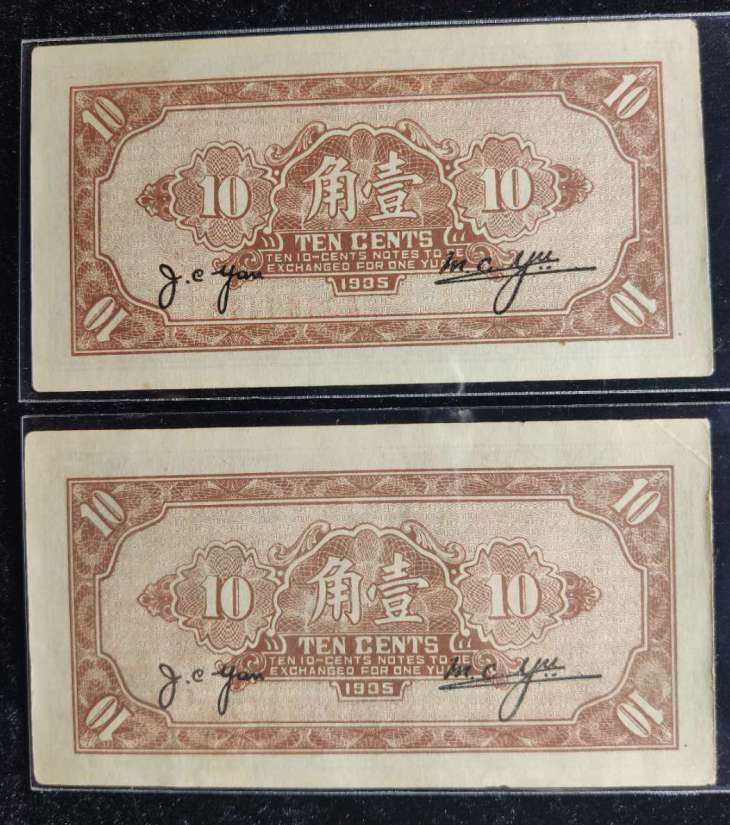 10 10
10 角壹 10
TEN CENTS
TEN 10-CENTS NOTES TO BE
EXCHANGED FOR ONE YUAN
J. C Yan M. C. Yu
1935
10 10
10 10
10 角壹 10
TEN CENTS
TEN 10-CENTS NOTES TO
EXCHANGED FOR ONE YUAN
J. C Yan M. C Yu
1935
10 10